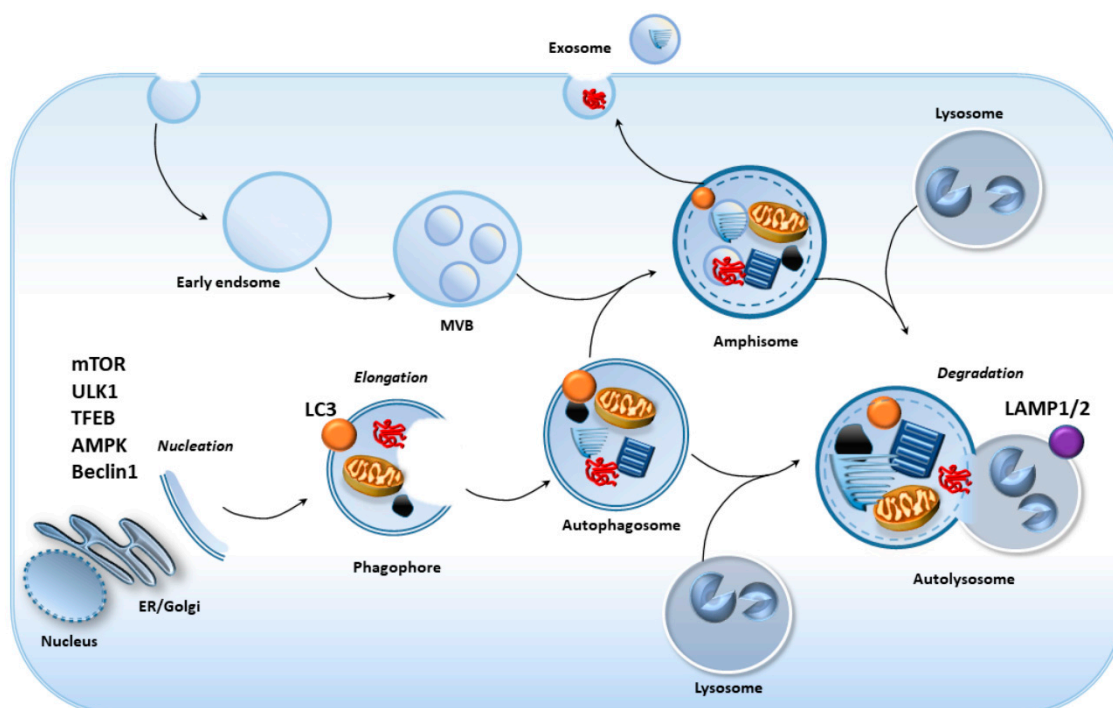 Exosome
Lysosome
Early endsome
MVB
Amphisome
mTOR
ULK1
TFEB
AMPK
Beclin1
Nucleation
Elongation
LC3
Degradation
LAMP1/2
Autophagosome
Phagophore
Autolysosome
ER/Golgi
Nucleus
Lysosome